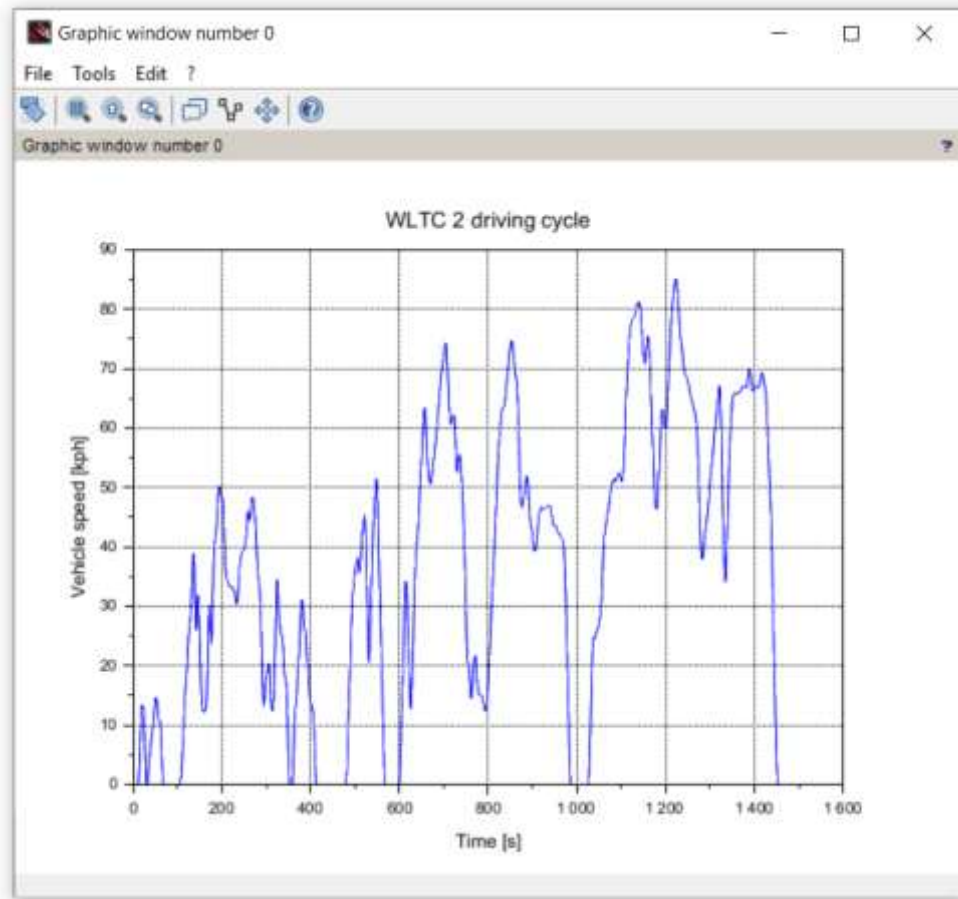 Graphic window number 0
File Tools Edit ?
Graphic window number 0 ?
WLTC 2 driving cycle
90
80
70
60
50
40
30
20
10
0
Vehicle speed [kph]
0 200 400 600 800 1 000 1 200 1 400 1 600
Time [s]